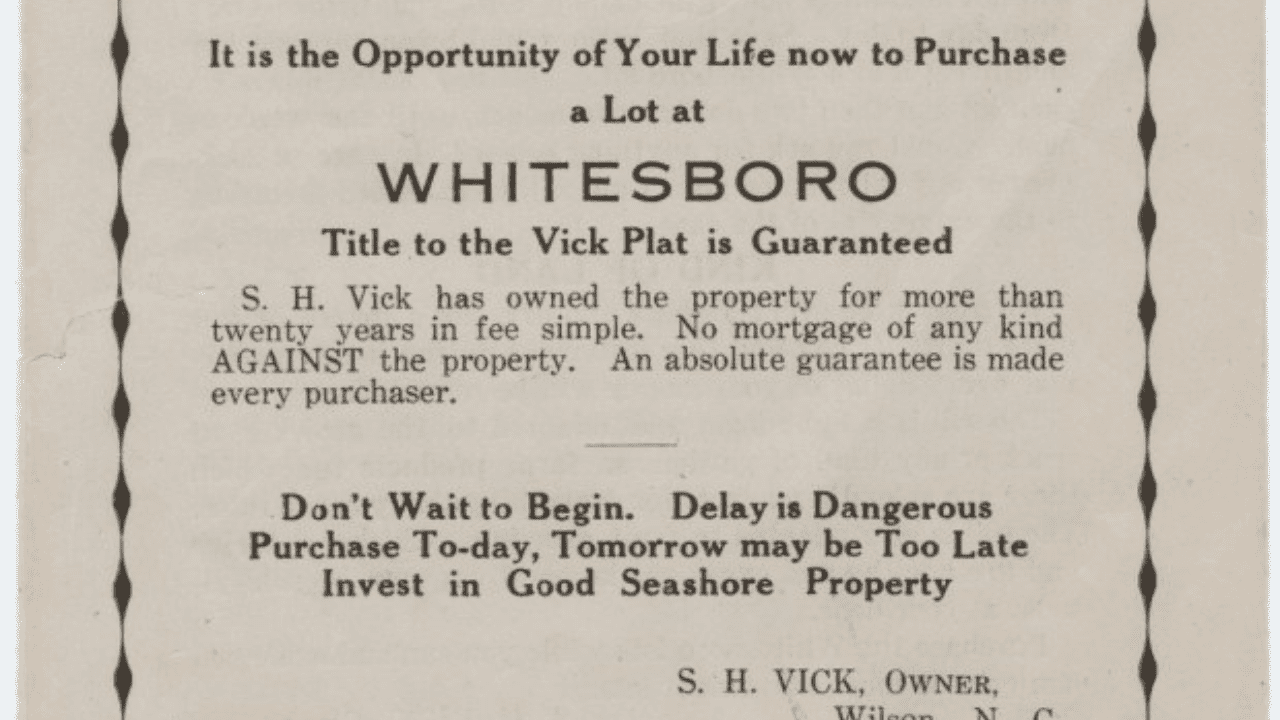 It is the Opportunity of Your Life now to Purchase
a Lot at
WHITESBORO
Title to the Vick Plat is Guaranteed
S. H. Vick has owned the property for more than
twenty years in fee simple. No mortgage of any kind
AGAINST the property. An absolute guarantee is made
every purchaser.
Don't Wait to Begin. Delay is Dangerous
Purchase To-day, Tomorrow may be Too Late
Invest in Good Seashore Property
S. H. VICK, OWNER,
Wilson, N. C.